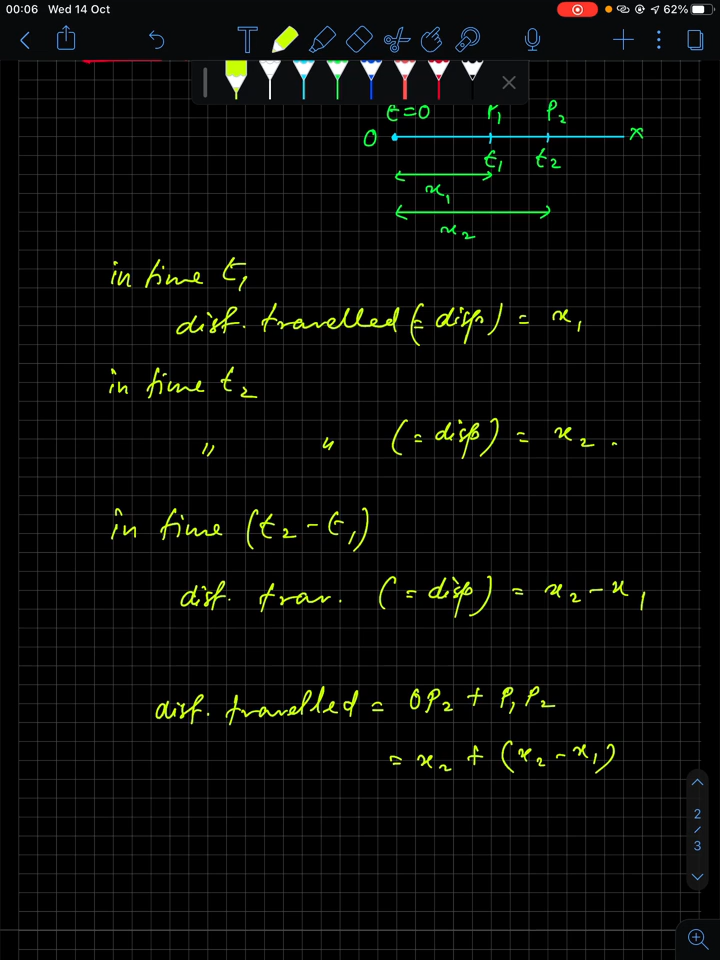 00:06 Wed 14 Oct 62%
t=0 P₁ P₂
O x
t₁ t₂
x₁
x₂
in time t₁
dist. travelled (= disp) = x₁
in time t₂
〃 〃 (= disp) = x₂.
in time (t₂ - t₁)
dist. trav. (= disp) = x₂ - x₁
dist. travelled = OP₂ + P₁P₂
= x₂ + (x₂ - x₁)
2
/
3